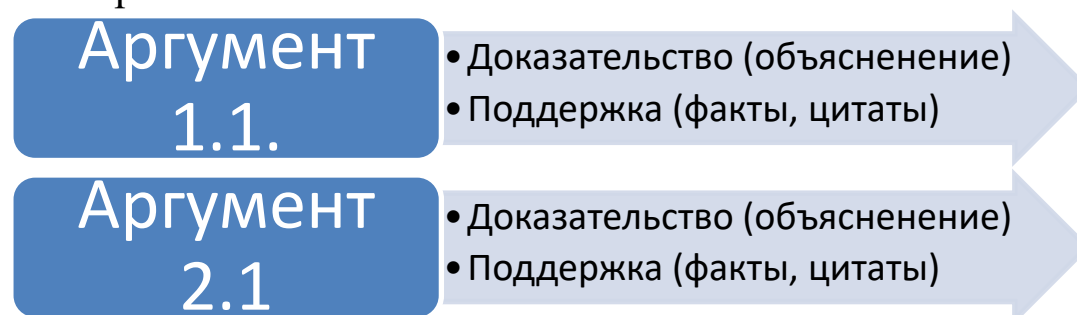 Аргумент
1.1.
•Доказательство (объясненение)
•Поддержка (факты, цитаты)
Аргумент
2.1
•Доказательство (объясненение)
•Поддержка (факты, цитаты)